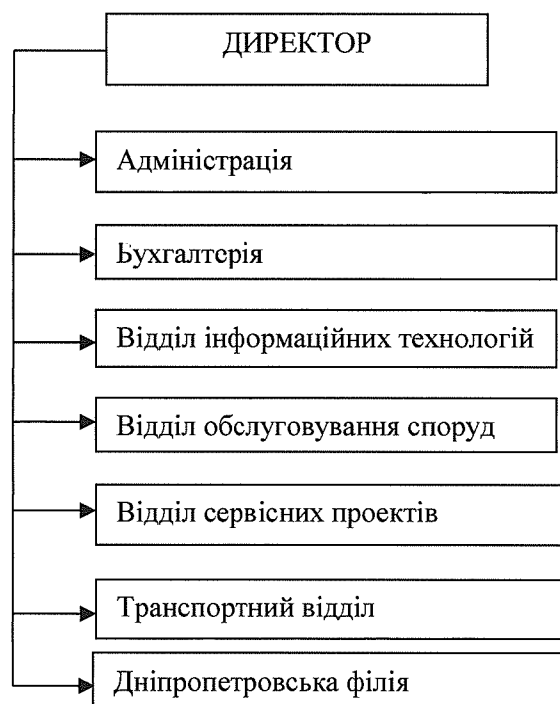 ДИРЕКТОР
Адміністрація
Бухгалтерія
Відділ інформаційних технологій
Відділ обслуговування споруд
Відділ сервісних проектів
Транспортний відділ
Дніпропетровська філія